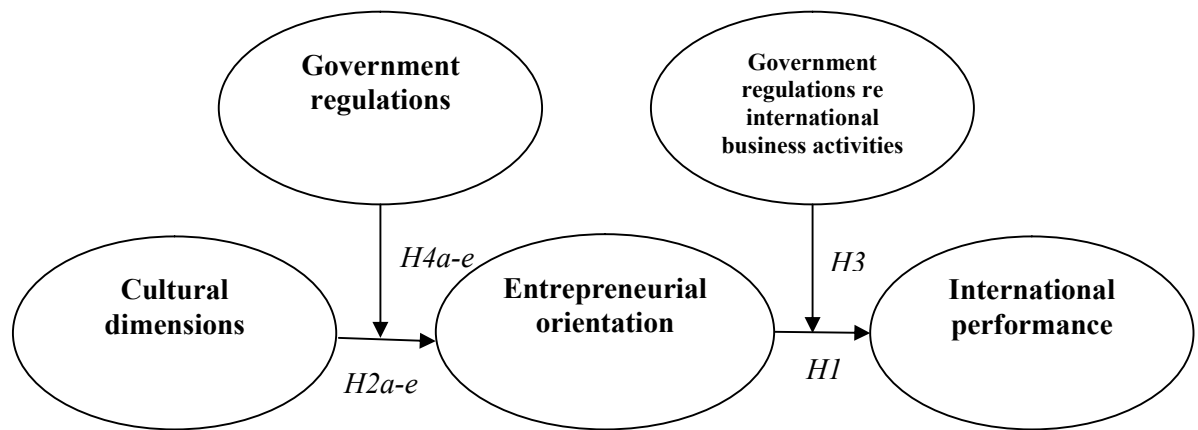 Government
regulations
Government
regulations re
international
business activities
H4a-e
H3
Cultural
dimensions
Entrepreneurial
orientation
International
performance
H2a-e
H1